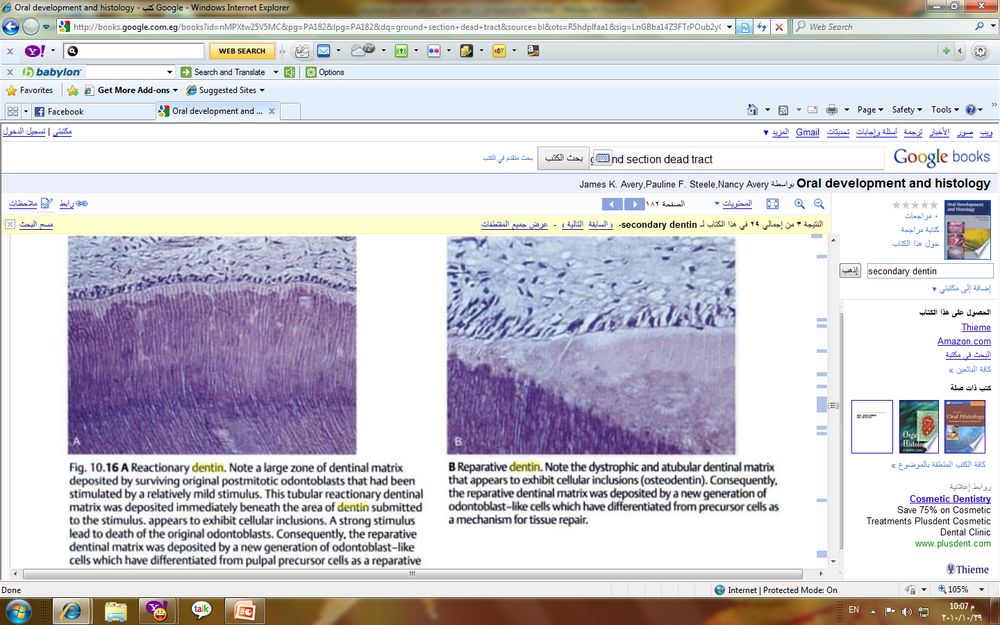 Oral development and histology - كتب Google - Windows Internet Explorer
http://books.google.com.eg/books?id=nMPXtw25V5MC&pg=PA182&lpg=PA182&dq=ground+section+dead+tract&source=bl&ots=R5hdplfaa1&sig=LnGBba14Z3FTrPOub2y(
Web Search
Y!
WEB SEARCH
72°
babylon
Search and Translate
Options
Favorites
Get More Add-ons
Suggested Sites
Facebook
Oral development and ...
Page
Safety
Tools
ويب صور الأخبار ترجمة أسئلة وإجابات تحديثات Gmail المزيد ▼
مكتبتي | تسجيل الدخول
Google books
nd section dead tract
بحث الكتب
بحث متقدم في الكتب
Oral development and histology بواسطة James K. Avery,Pauline F. Steele,Nancy Avery
المحتويات
الصفحة ١٨٢
رابط
ملاحظات
النتيجة ٣ من إجمالي ٢٩ في هذا الكتاب لـ secondary dentin- ‹ السابقة التالية › - عرض جميع المقتطفات
مسح البحث
A
B
Fig. 10.16 A Reactionary dentin. Note a large zone of dentinal matrix
deposited by surviving original postmitotic odontoblasts that had been
stimulated by a relatively mild stimulus. This tubular reactionary dentinal
matrix was deposited immediately beneath the area of dentin submitted
to the stimulus. appears to exhibit cellular inclusions. A strong stimulus
lead to death of the original odontoblasts. Consequently, the reparative
dentinal matrix was deposited by a new generation of odontoblast-like
cells which have differentiated from pulpal precursor cells as a reparative
B Reparative dentin. Note the dystrophic and atubular dentinal matrix
that appears to exhibit cellular inclusions (osteodentin). Consequently,
the reparative dentinal matrix was deposited by a new generation of
odontoblast-like cells which have differentiated from precursor cells as
a mechanism for tissue repair.
Oral Development
and Histology
٠ مراجعات
كتابة مراجعة
حول هذا الكتاب
secondary dentin
إذهب
إضافة إلى مكتبتي ▼
الحصول على هذا الكتاب
Thieme
Amazon.com
البحث في مكتبة
كافة البائعين »
كتب ذات صلة
Oral Histology
كافة الكتب المتعلقة بالموضوع »
روابط إعلانية
Cosmetic Dentistry
Save 75% on Cosmetic
Treatments Plusdent Cosmetic
Dental Clinic
www.plusdent.com
Thieme
Done
Internet | Protected Mode: On
105%
talk
EN
10:07 م
٢٠١٠/١٠/٢٩